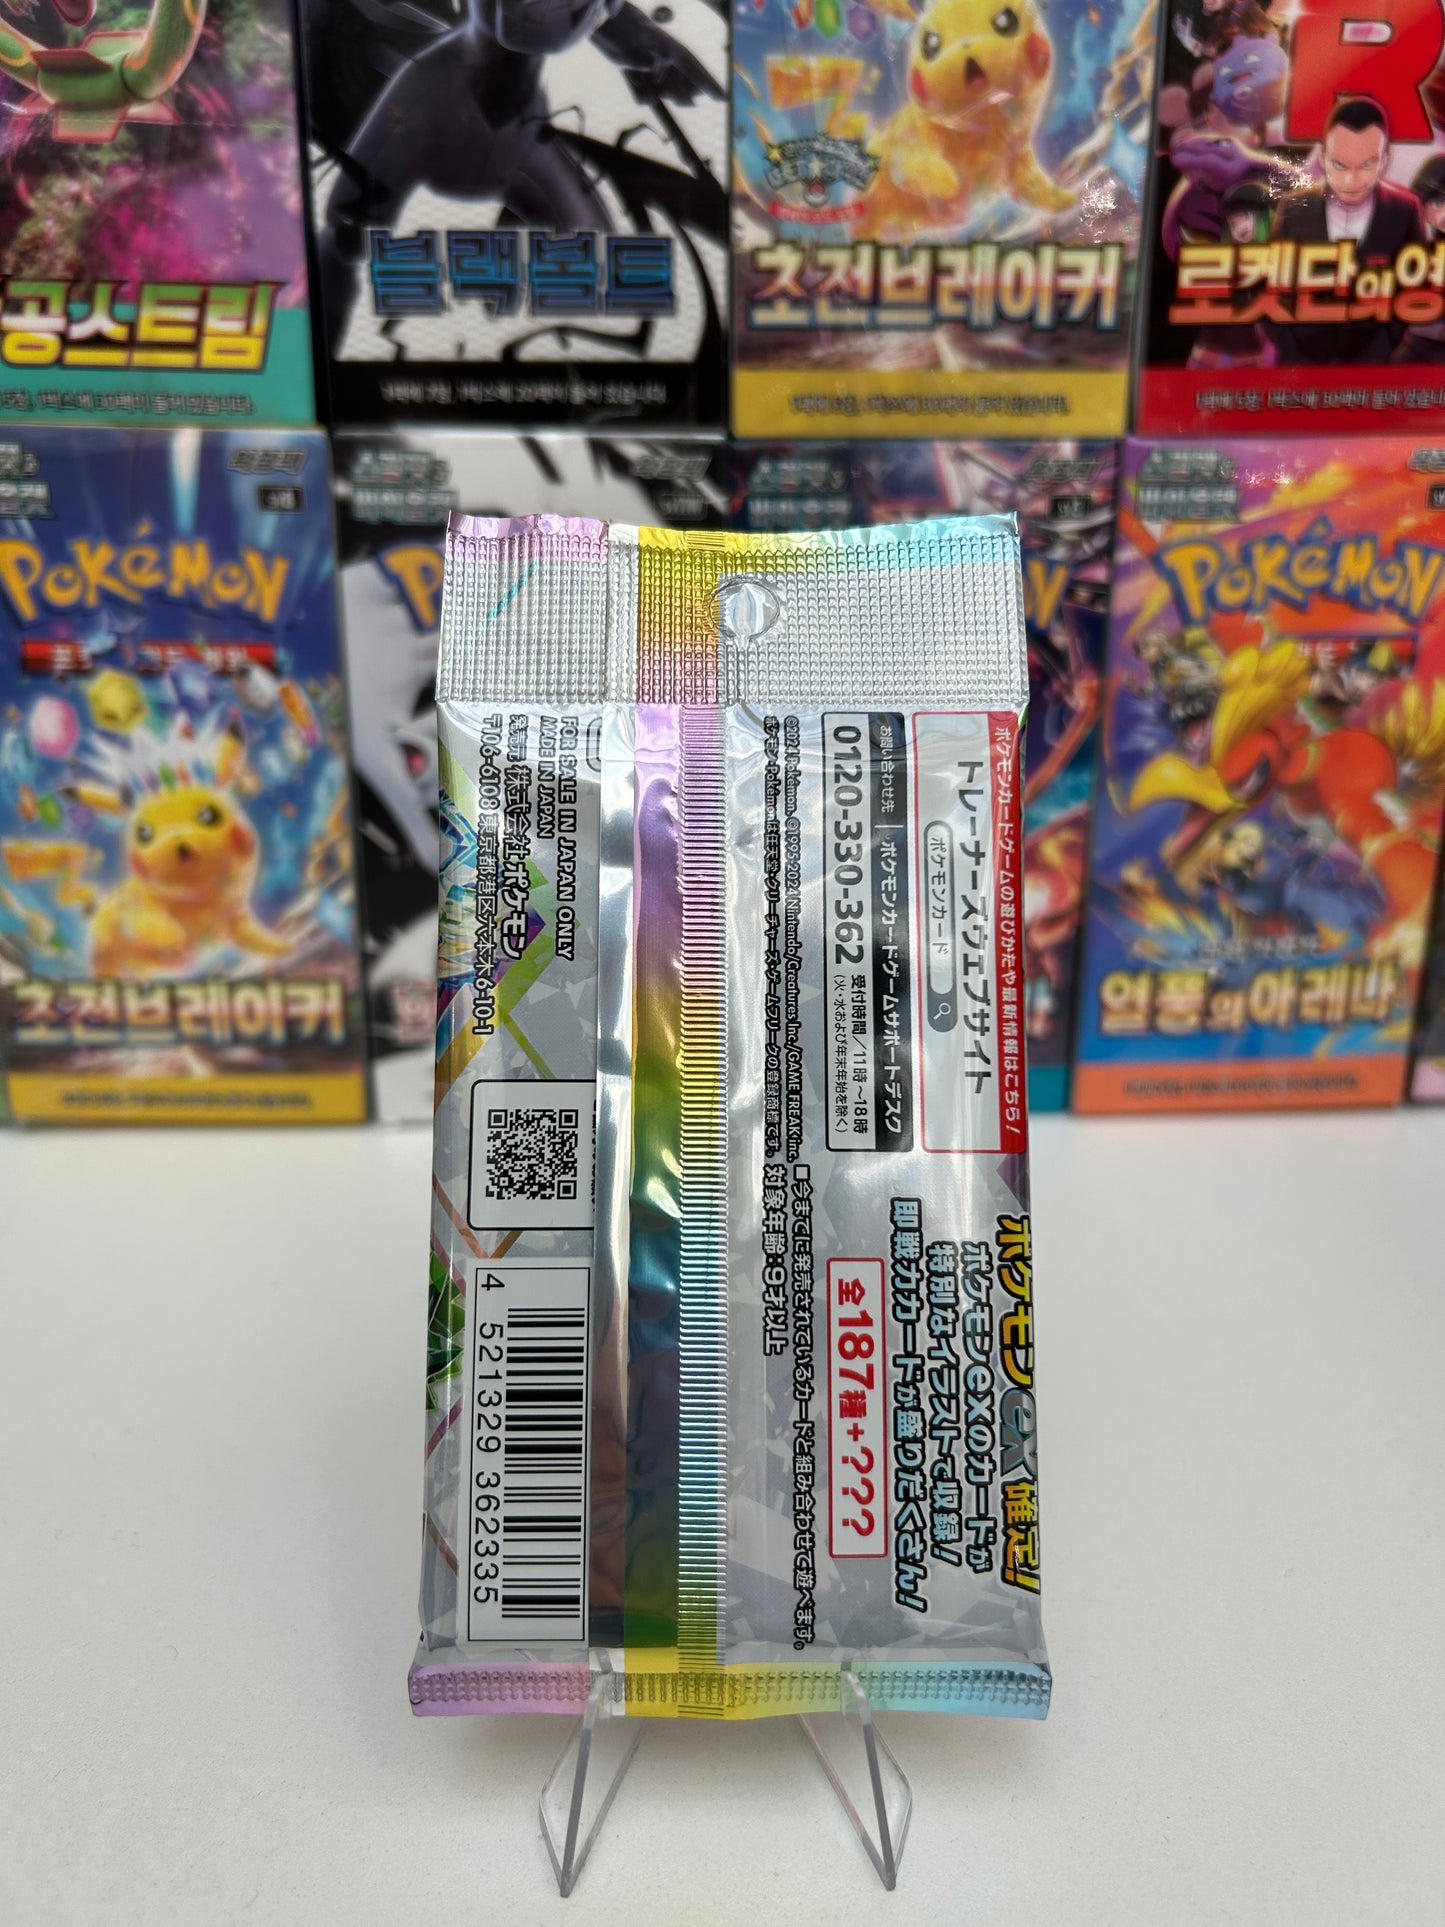 공스트림
블랙볼트
초전브레이커
로켓단의영
R
POKéMON
초전브레이커
POKéMON
열풍의아레나
ポケモンカードゲームの遊びかたや最新情報はこちら！
トレーナーズウェブサイト
ポケモンカード
お問い合わせ先
ポケモンカードゲームサポートデスク
0120-330-362
受付時間／11時～18時
(火・水および年末年始を除く)
©2024 Pokémon. ©1995-2024 Nintendo/Creatures Inc./GAME FREAK inc.
ポケモン・Pokémonは任天堂・クリーチャーズ・ゲームフリークの登録商標です。
FOR SALE IN JAPAN ONLY
MADE IN JAPAN
発売元 株式会社ポケモン
〒106-6108 東京都港区六本木6-10-1
ポケモンex確定！
ポケモンexのカードが
特別なイラストで収録！
即戦力カードが盛りだくさん！
全187種+???
■今までに発売されているカードと組み合わせて遊べます。
対象年齢：9才以上
4 521329 362335